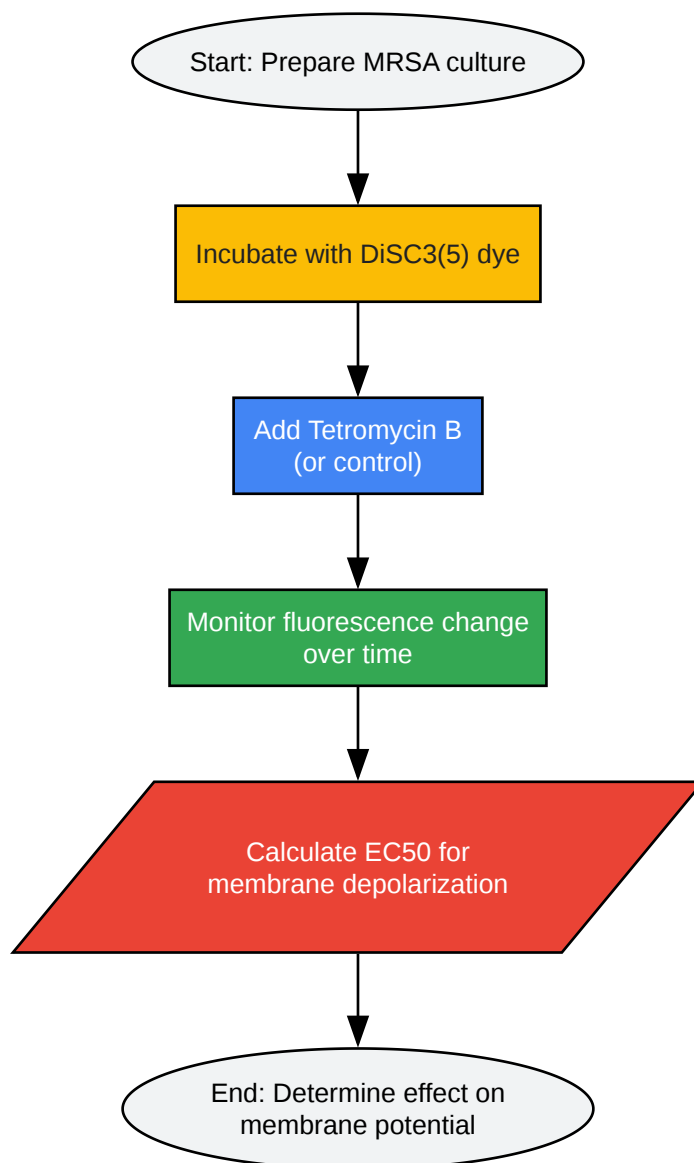 Start: Prepare MRSA culture
Incubate with DiSC3(5) dye
Add Tetromycin B
(or control)
Monitor fluorescence change
over time
Calculate EC50 for
membrane depolarization
End: Determine effect on
membrane potential